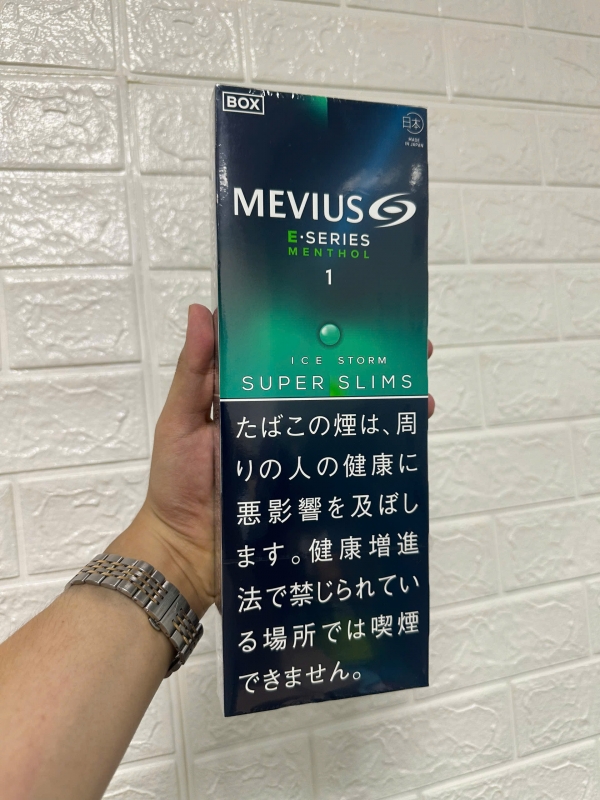 BOX
日本
MADE
IN JAPAN
MEVIUS
E·SERIES
MENTHOL
1
ICE STORM
SUPER SLIMS
たばこの煙は、周
りの人の健康に
悪影響を及ぼし
ます。健康増進
法で禁じられてい
る場所では喫煙
できません。